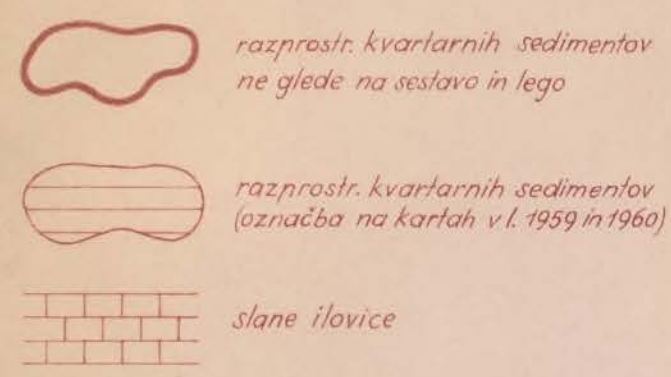 razprostr. kvartarnih sedimentov
ne glede na sestavo in lego
razprostr. kvartarnih sedimentov
(označba na kartah v l. 1959 in 1960)
slane ilovice